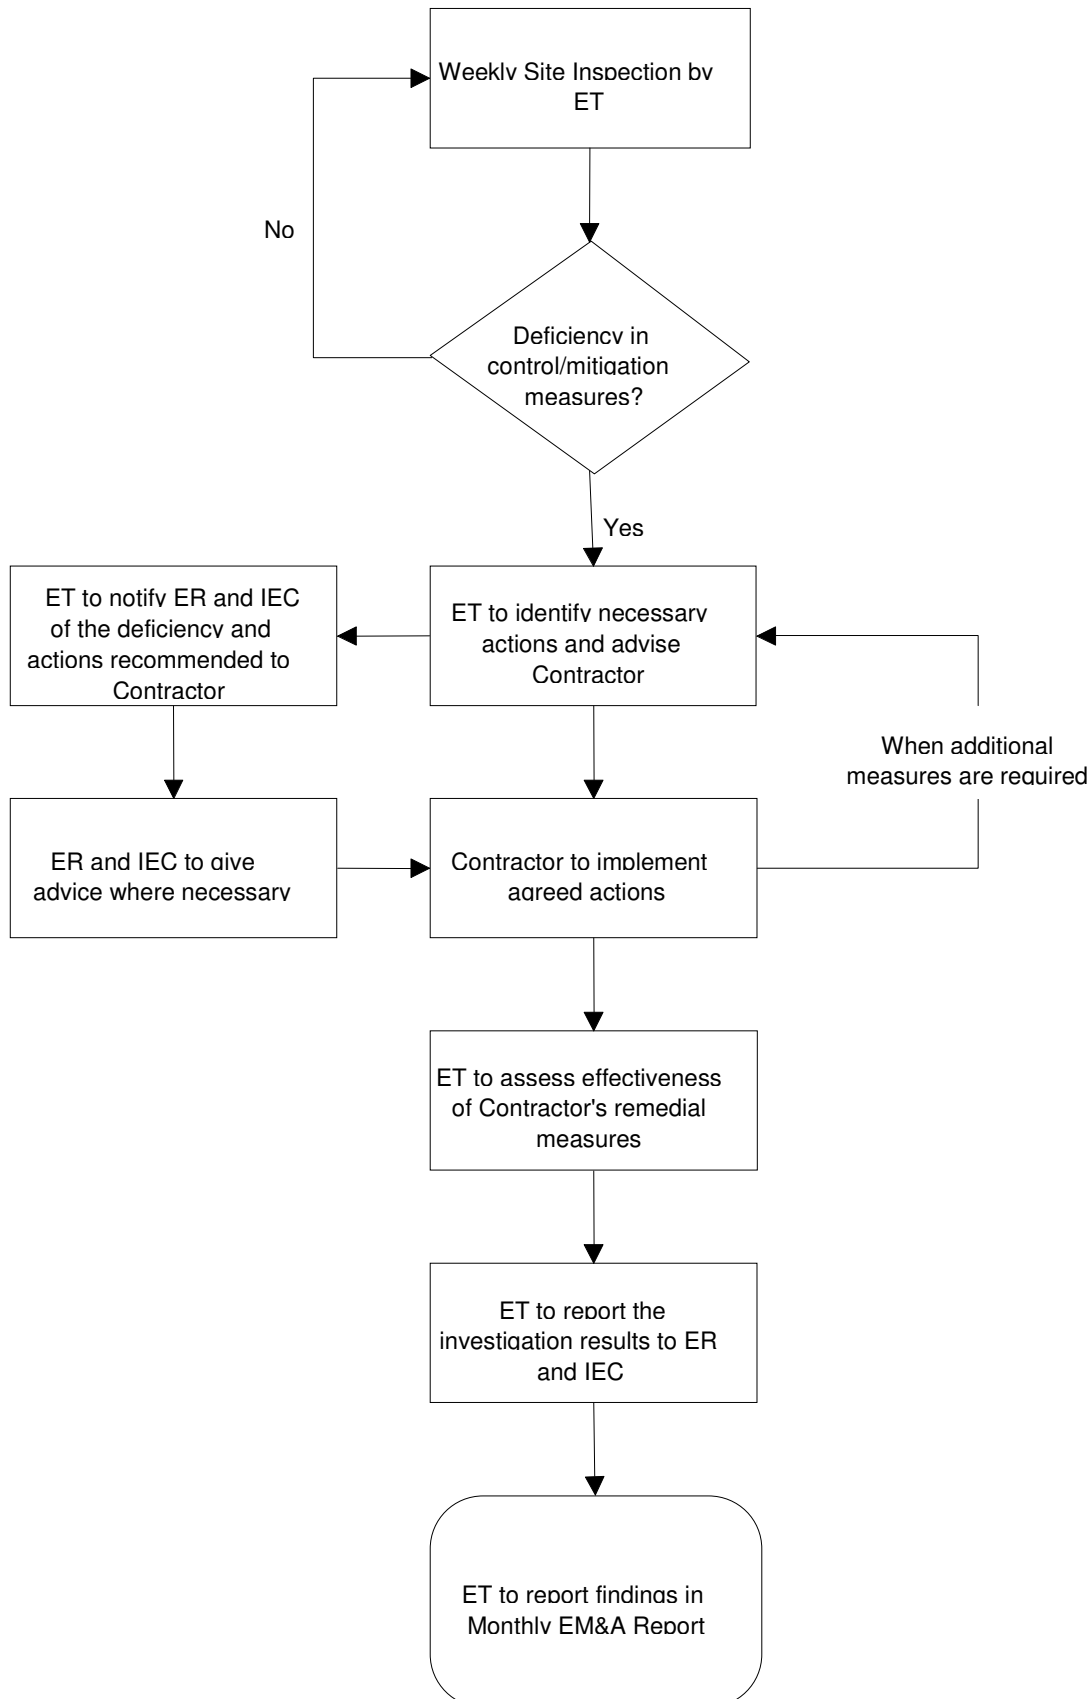 Weekly Site Inspection by
ET
No
Deficiency in
control/mitigation
measures?
Yes
ET to notify ER and IEC
of the deficiency and
actions recommended to
Contractor
ET to identify necessary
actions and advise
Contractor
When additional
measures are required
ER and IEC to give
advice where necessary
Contractor to implement
agreed actions
ET to assess effectiveness
of Contractor's remedial
measures
ET to report the
investigation results to ER
and IEC
ET to report findings in
Monthly EM&A Report